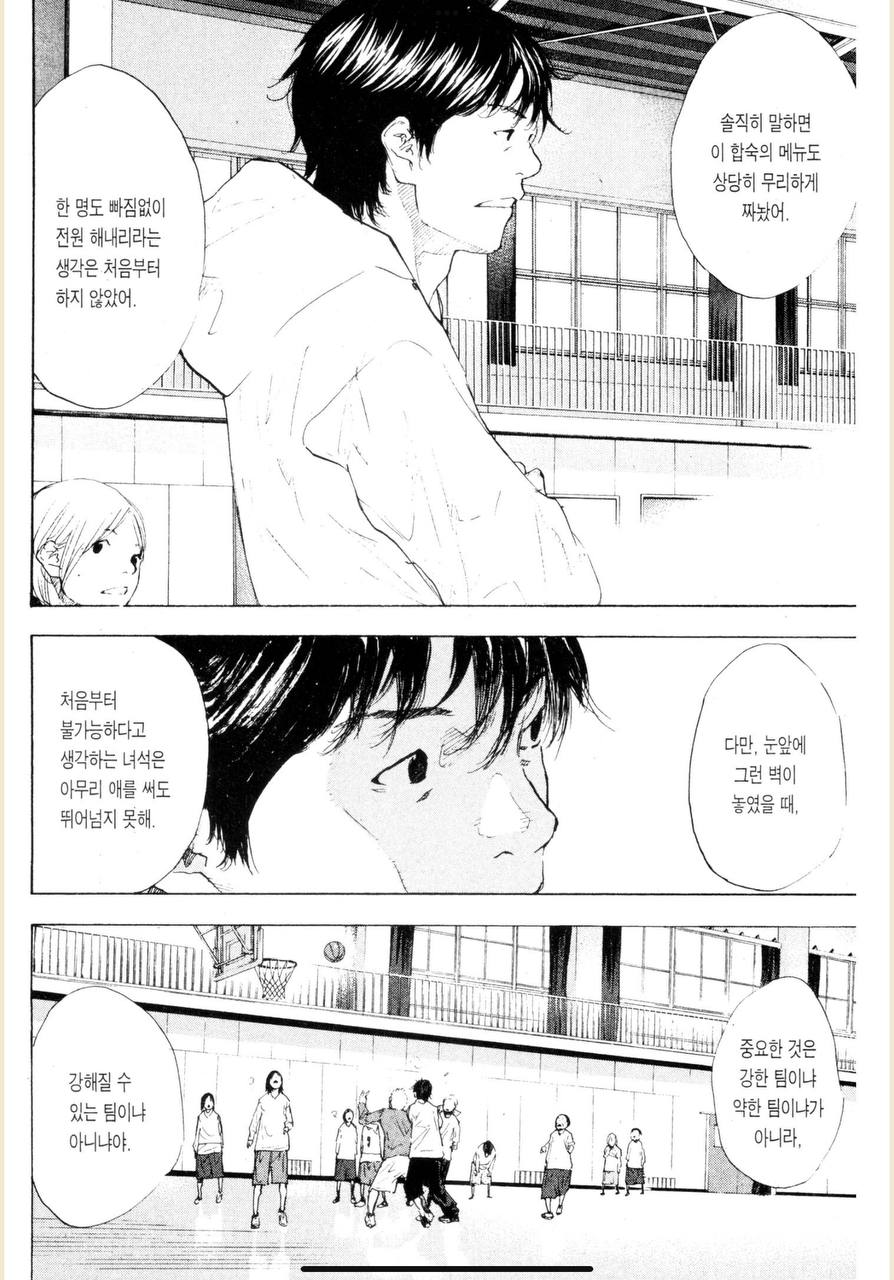 솔직히 말하면
이 합숙의 메뉴도
상당히 무리하게
짜놨어.
한 명도 빠짐없이
전원 해내리라는
생각은 처음부터
하지 않았어.
다만, 눈앞에
그런 벽이
놓였을 때,
처음부터
불가능하다고
생각하는 녀석은
아무리 애를 써도
뛰어넘지 못해.
중요한 것은
강한 팀이냐
약한 팀이냐가
아니라,
강해질 수
있는 팀이냐
아니냐야.